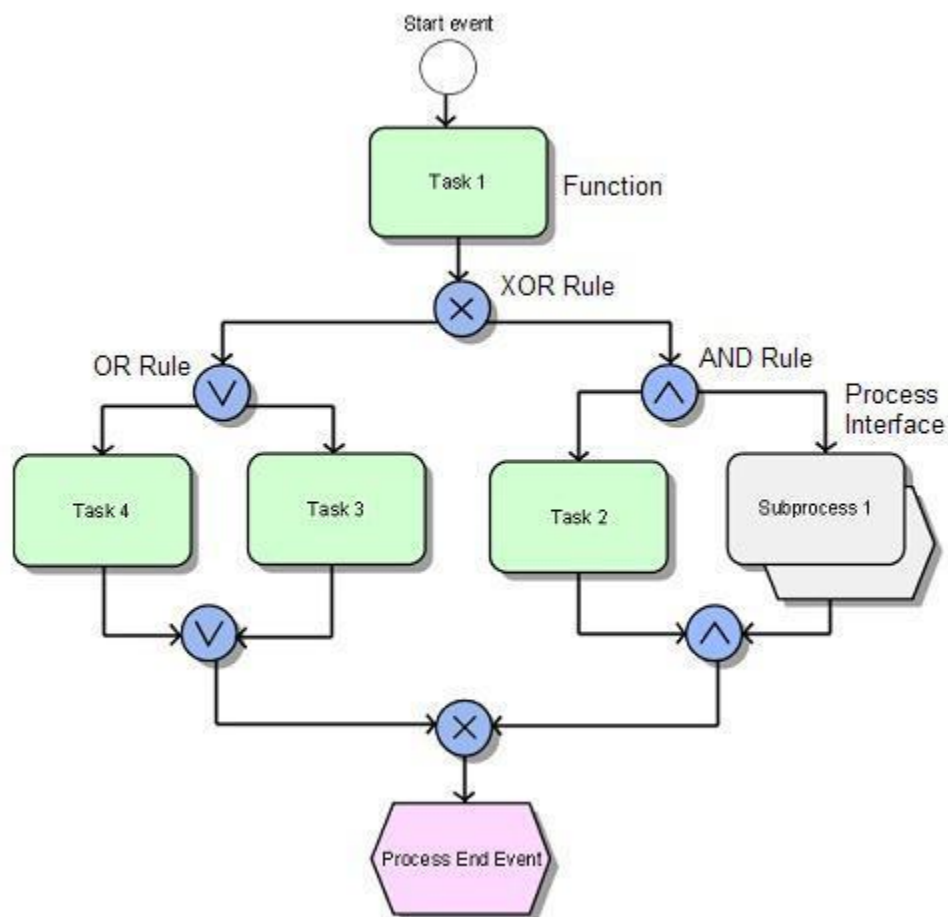 Start event
Task 1
Function
XOR Rule
OR Rule
AND Rule
Process
Interface
Task 4
Task 3
Task 2
Subprocess 1
Process End Event